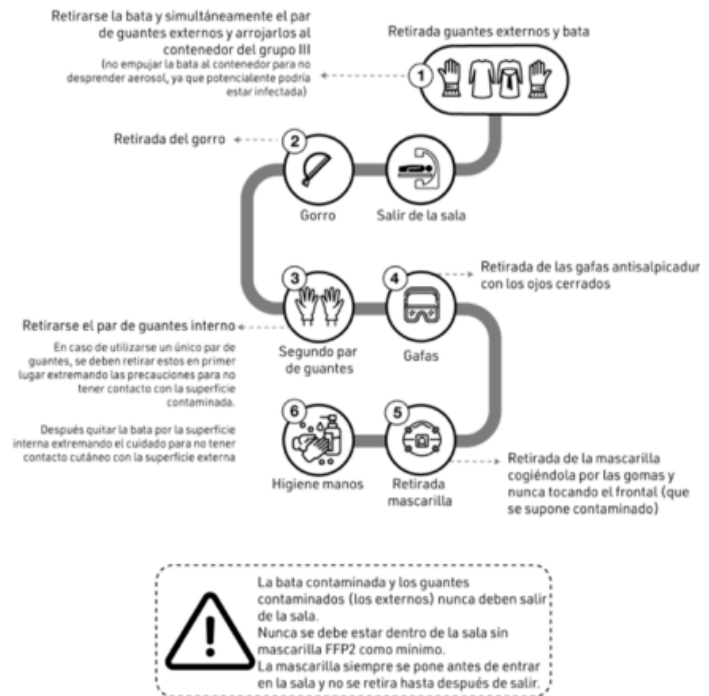 Retirarse la bata y simultáneamente el par
de guantes externos y arrojarlos al
contenedor del grupo III
(no empujar la bata al contenedor para no
desprender aerosol, ya que potencialente podría
estar infectada)
Retirada guantes externos y bata
1
Retirada del gorro
2
Gorro
Salir de la sala
3
4
Retirada de las gafas antisalpicadur
con los ojos cerrados
Retirarse el par de guantes interno
Segundo par
de guantes
Gafas
En caso de utilizarse un único par de
guantes, se deben retirar estos en primer
lugar extremando las precauciones para no
tener contacto con la superficie
contaminada.
Después quitar la bata por la superficie
interna extremando el cuidado para no tener
contacto cutáneo con la superficie externa
6
5
Higiene manos
Retirada
mascarilla
Retirada de la mascarilla
cogiéndola por las gomas y
nunca tocando el frontal (que
se supone contaminado)
La bata contaminada y los guantes
contaminados (los externos) nunca deben salir
de la sala.
Nunca se debe estar dentro de la sala sin
mascarilla FFP2 como mínimo.
La mascarilla siempre se pone antes de entrar
en la sala y no se retira hasta después de salir.